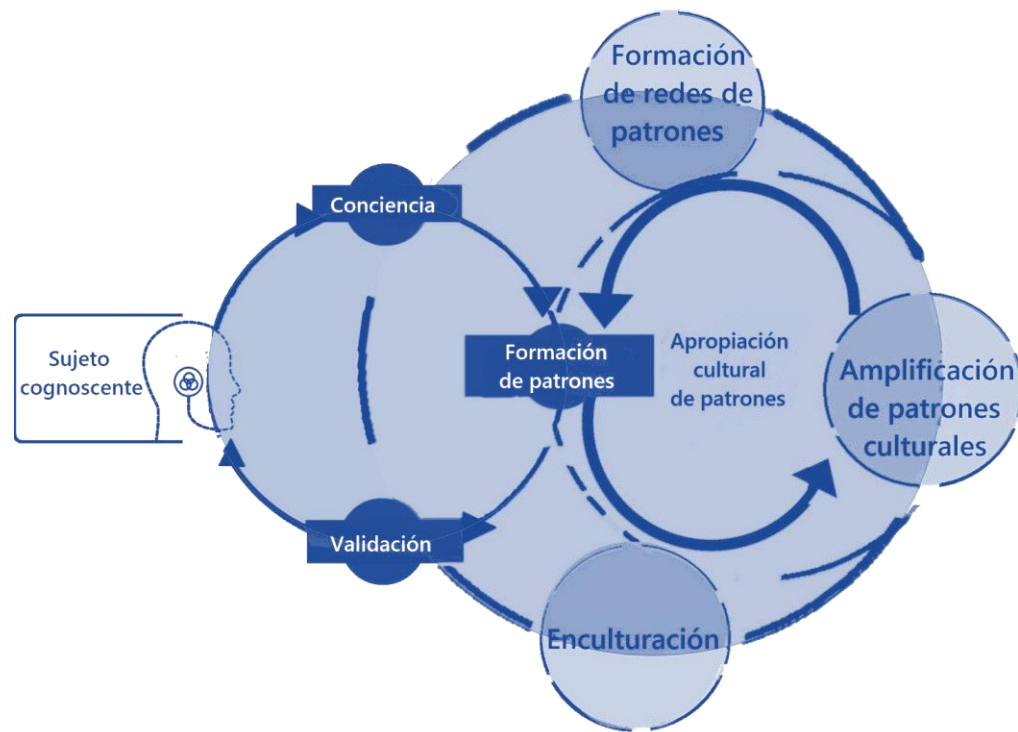 Formación
de redes de
patrones
Conciencia
Sujeto
cognoscente
Formación
de patrones
Apropiación
cultural
de patrones
Amplificación
de patrones
culturales
Validación
Enculturación